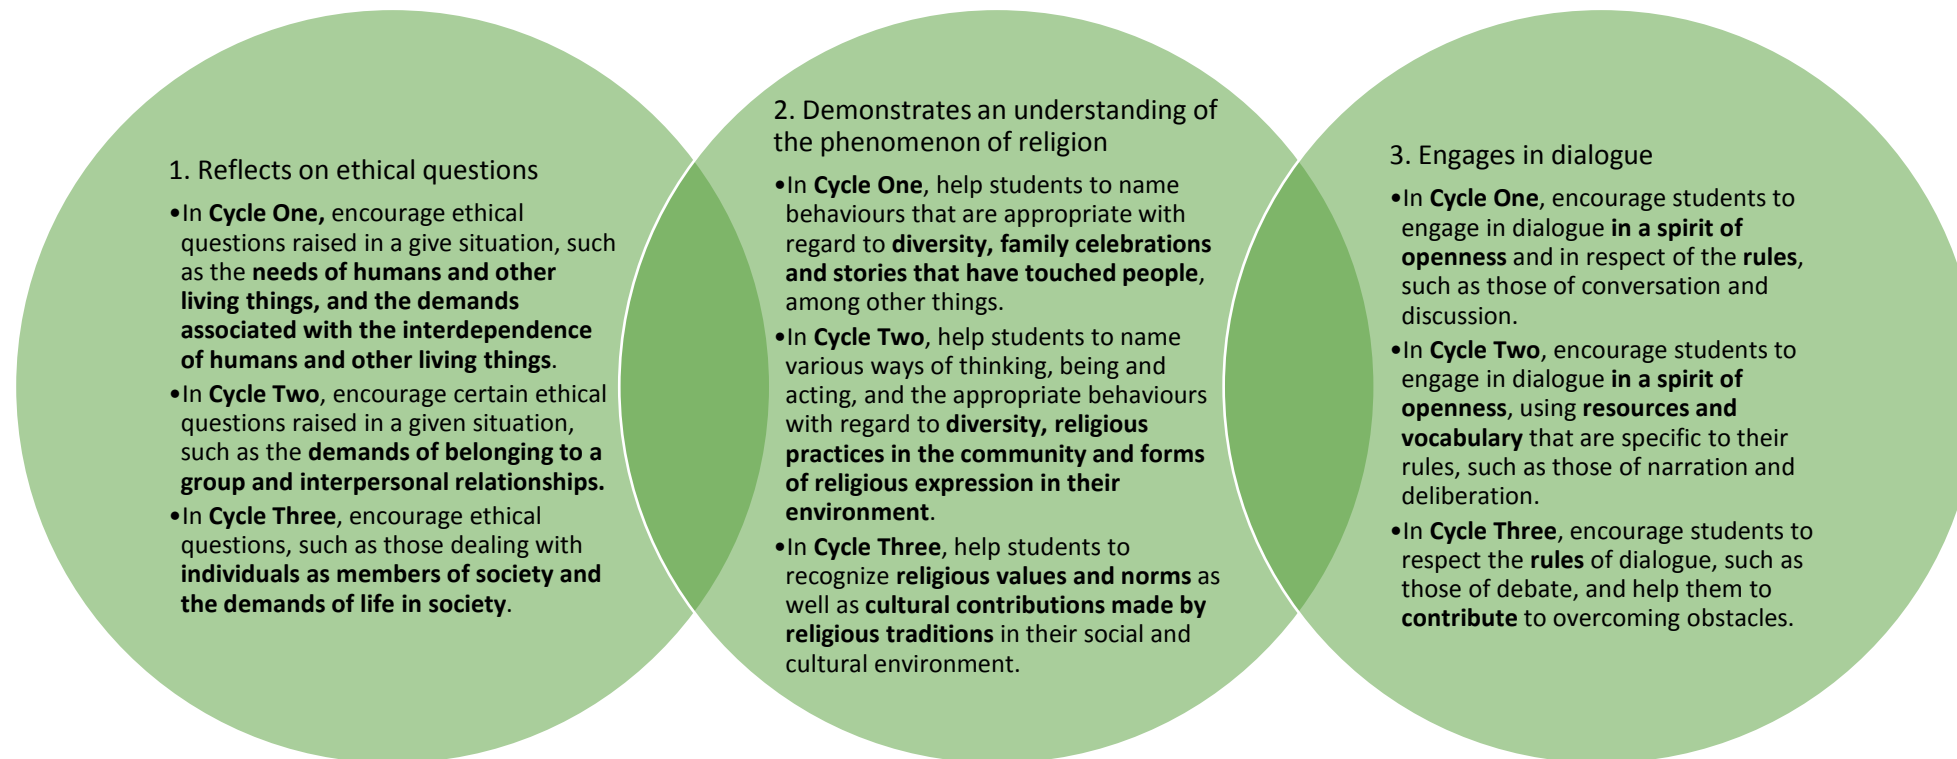 1. Reflects on ethical questions
•In Cycle One, encourage ethical
questions raised in a give situation, such
as the needs of humans and other
living things, and the demands
associated with the interdependence
of humans and other living things.
•In Cycle Two, encourage certain ethical
questions raised in a given situation,
such as the demands of belonging to a
group and interpersonal relationships.
•In Cycle Three, encourage ethical
questions, such as those dealing with
individuals as members of society and
the demands of life in society.
2. Demonstrates an understanding of
the phenomenon of religion
•In Cycle One, help students to name
behaviours that are appropriate with
regard to diversity, family celebrations
and stories that have touched people,
among other things.
•In Cycle Two, help students to name
various ways of thinking, being and
acting, and the appropriate behaviours
with regard to diversity, religious
practices in the community and forms
of religious expression in their
environment.
•In Cycle Three, help students to
recognize religious values and norms as
well as cultural contributions made by
religious traditions in their social and
cultural environment.
3. Engages in dialogue
•In Cycle One, encourage students to
engage in dialogue in a spirit of
openness and in respect of the rules,
such as those of conversation and
discussion.
•In Cycle Two, encourage students to
engage in dialogue in a spirit of
openness, using resources and
vocabulary that are specific to their
rules, such as those of narration and
deliberation.
•In Cycle Three, encourage students to
respect the rules of dialogue, such as
those of debate, and help them to
contribute to overcoming obstacles.